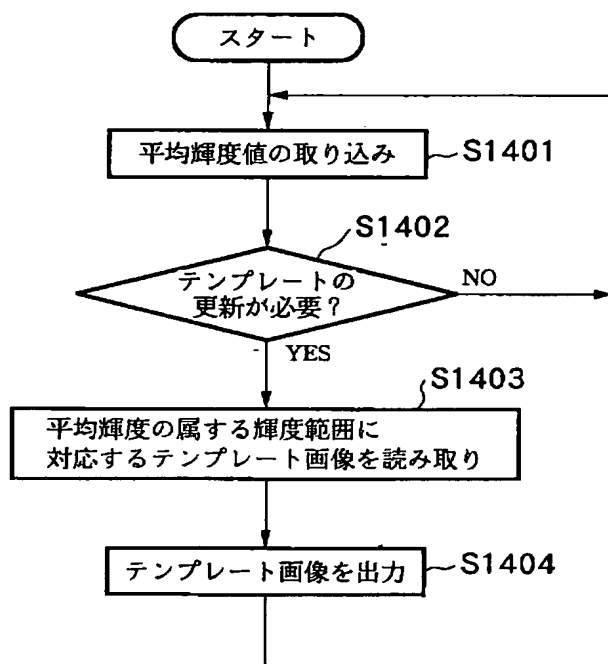 スタート
平均輝度値の取り込み
S1401
S1402
テンプレートの
更新が必要？
NO
YES
S1403
平均輝度の属する輝度範囲に
対応するテンプレート画像を読み取り
テンプレート画像を出力
S1404